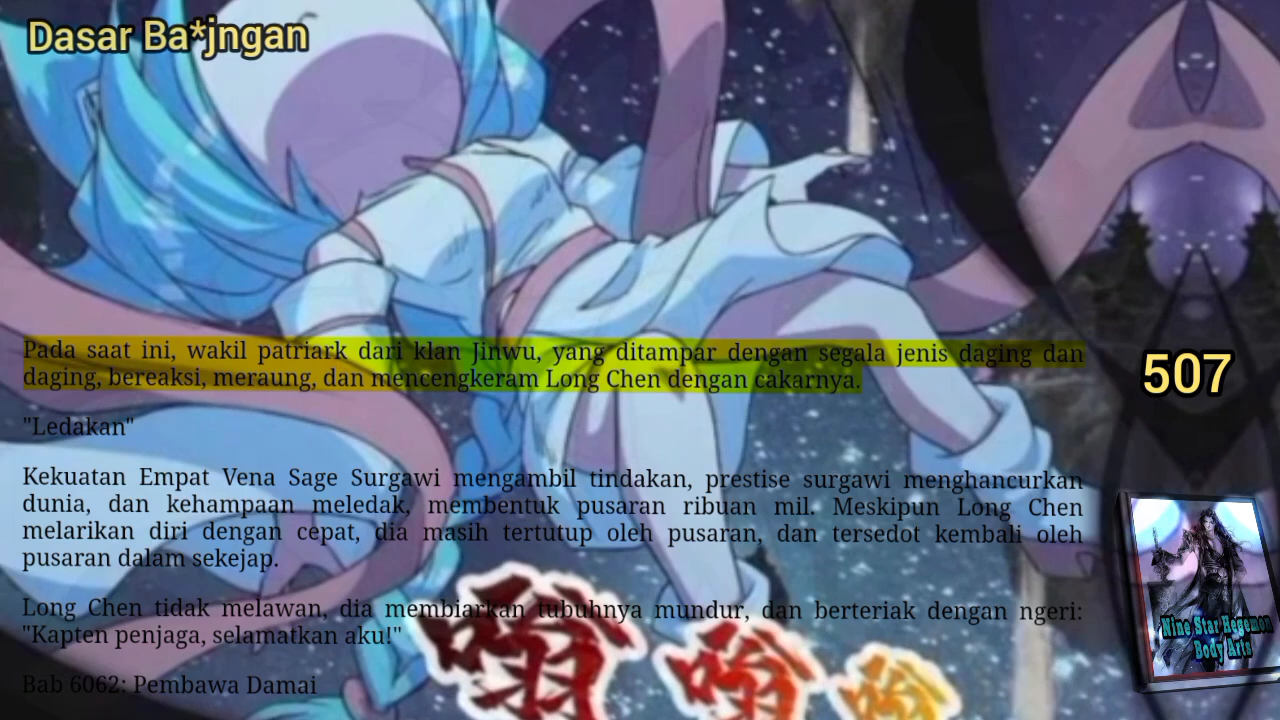 Dasar Ba*jngan
Pada saat ini, wakil patriark dari klan Jinwu, yang ditampar dengan segala jenis daging dan
daging, bereaksi, meraung, dan mencengkeram Long Chen dengan cakarnya.
"Ledakan"
Kekuatan Empat Vena Sage Surgawi mengambil tindakan, prestise surgawi menghancurkan
dunia, dan kehampaan meledak, membentuk pusaran ribuan mil. Meskipun Long Chen
melarikan diri dengan cepat, dia masih tertutup oleh pusaran, dan tersedot kembali oleh
pusaran dalam sekejap.
Long Chen tidak melawan, dia membiarkan tubuhnya mundur, dan berteriak dengan ngeri:
"Kapten penjaga, selamatkan aku!"
Bab 6062: Pembawa Damai
507
Nine Star Hegemon
Body Arts
嗡嗡嗡